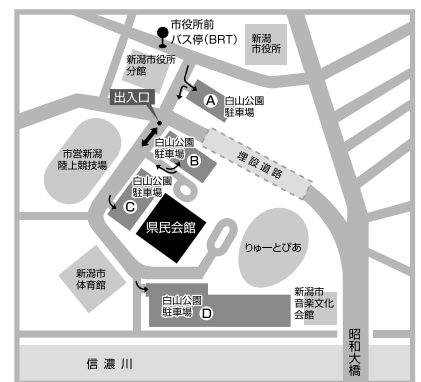 市役所前
バス停(BRT)
新潟
市役所
新潟市役所
分館
出入口
A
白山公園
駐車場
市営新潟
陸上競技場
白山公園
駐車場
B
埋設道路
白山公園
駐車場
C
県民会館
りゅーとぴあ
新潟市
体育館
白山公園
駐車場
D
新潟市
音楽文化
会館
昭和大橋
信濃川